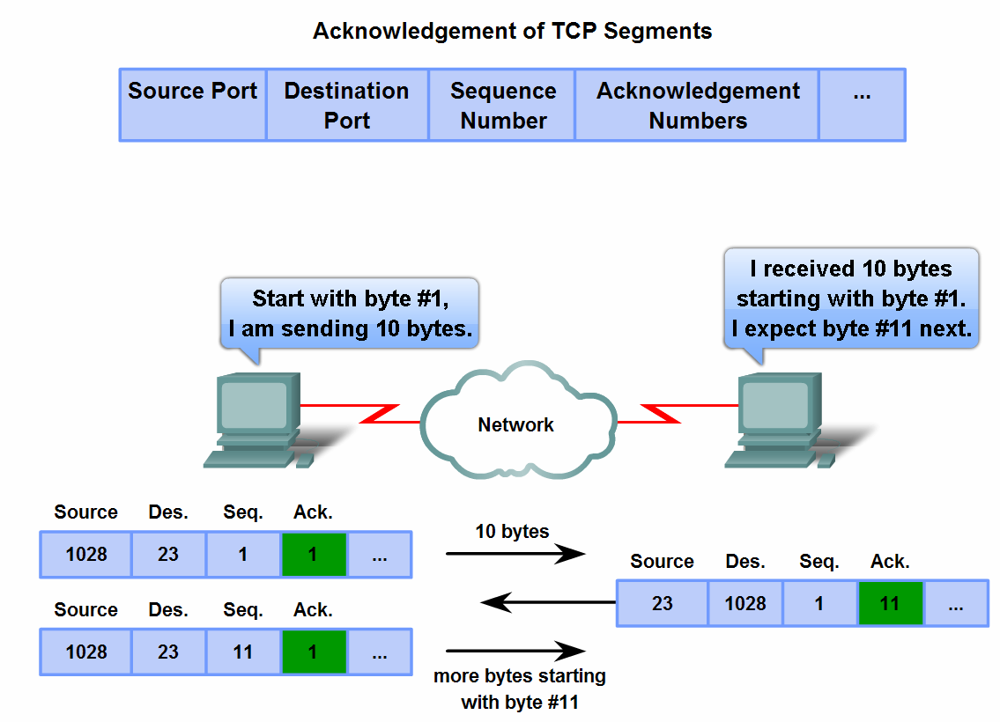 Acknowledgement of TCP Segments
Source Port Destination Port Sequence Number Acknowledgement Numbers ...
Start with byte #1,
I am sending 10 bytes.
I received 10 bytes
starting with byte #1.
I expect byte #11 next.
Network
Source Des. Seq. Ack.
1028 23 1 1 ...
10 bytes
Source Des. Seq. Ack.
23 1028 1 11 ...
Source Des. Seq. Ack.
1028 23 11 1 ...
more bytes starting
with byte #11